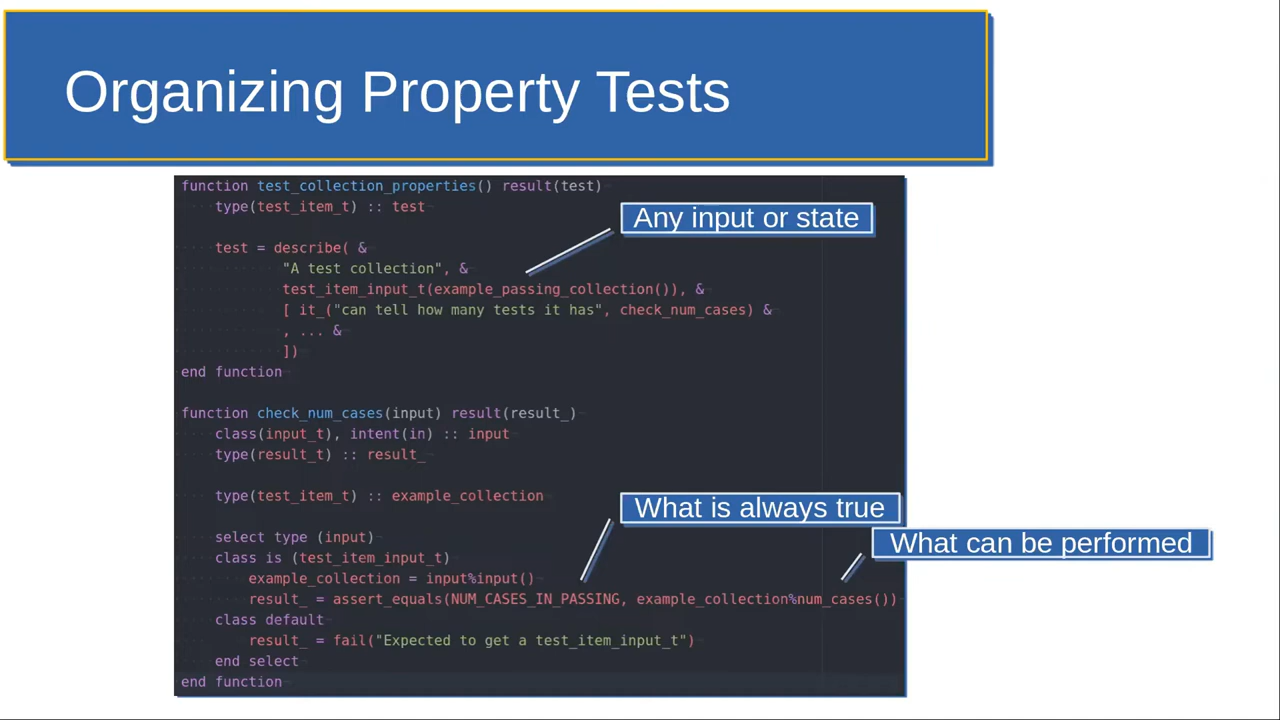 Organizing Property Tests
function test_collection_properties() result(test)
type(test_item_t) :: test
Any input or state
test = describe( &
"A test collection", &
test_item_input_t(example_passing_collection()), &
[ it_("can tell how many tests it has", check_num_cases) &
, ... &
])
end function
function check_num_cases(input) result(result_)
class(input_t), intent(in) :: input
type(result_t) :: result_
type(test_item_t) :: example_collection
What is always true
select type (input)
What can be performed
class is (test_item_input_t)
example_collection = input%input()
result_ = assert_equals(NUM_CASES_IN_PASSING, example_collection%num_cases())
class default
result_ = fail("Expected to get a test_item_input_t")
end select
end function